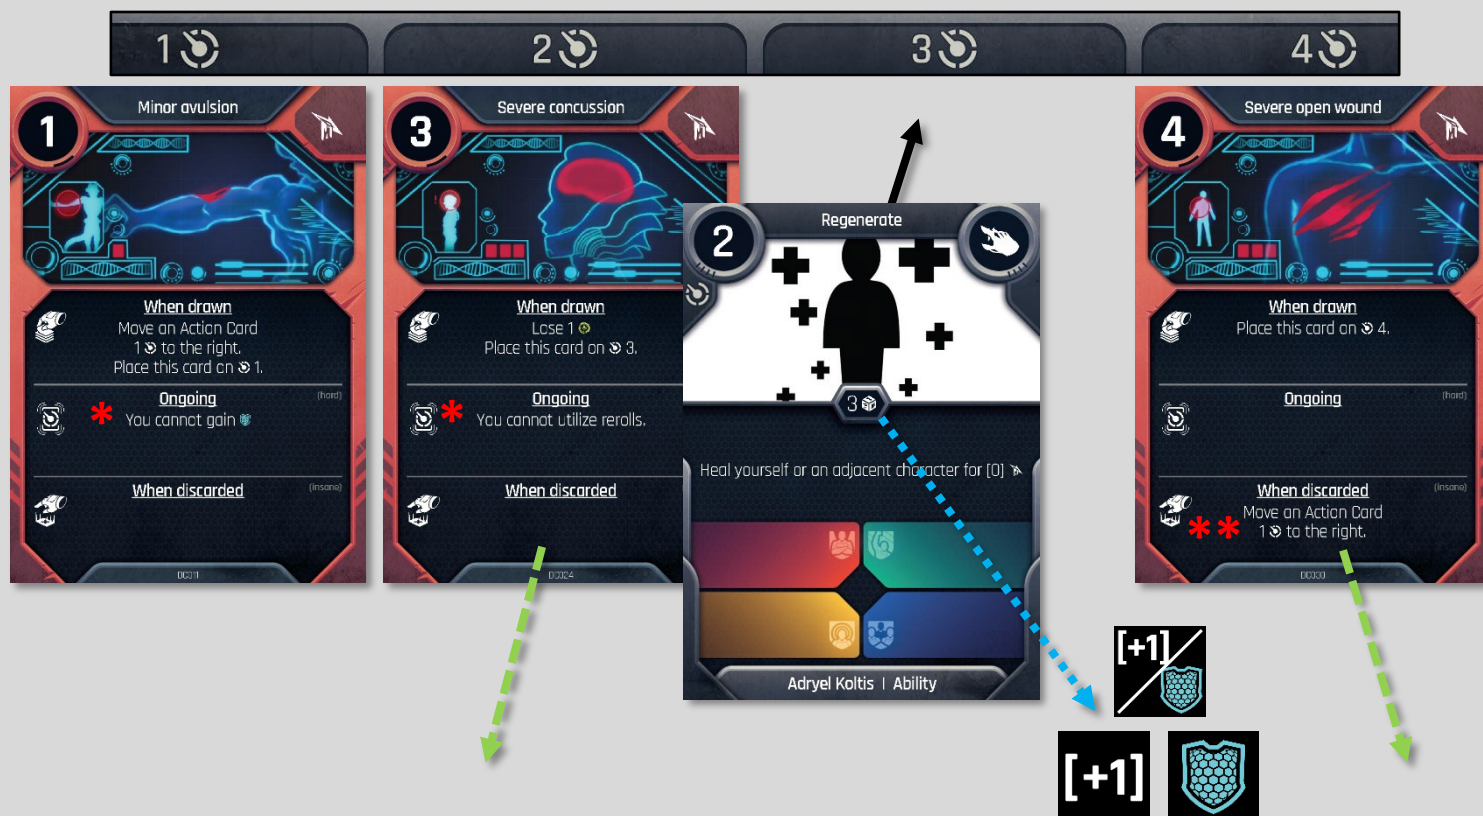 1
2
3
4
1
Minor avulsion
When drawn
Move an Action Card
1 to the right.
Place this card on 1.
Ongoing
(hard)
* You cannot gain
When discarded
(insane)
DC011
3
Severe concussion
When drawn
Lose 1
Place this card on 3.
Ongoing
* You cannot utilize rerolls.
When discarded
DC024
2
Regenerate
3
Heal yourself or an adjacent character for [0]
Adryel Koltis | Ability
4
Severe open wound
When drawn
Place this card on 4.
Ongoing
(hard)
When discarded
(insane)
** Move an Action Card
1 to the right.
DC030
[+1]
[+1]